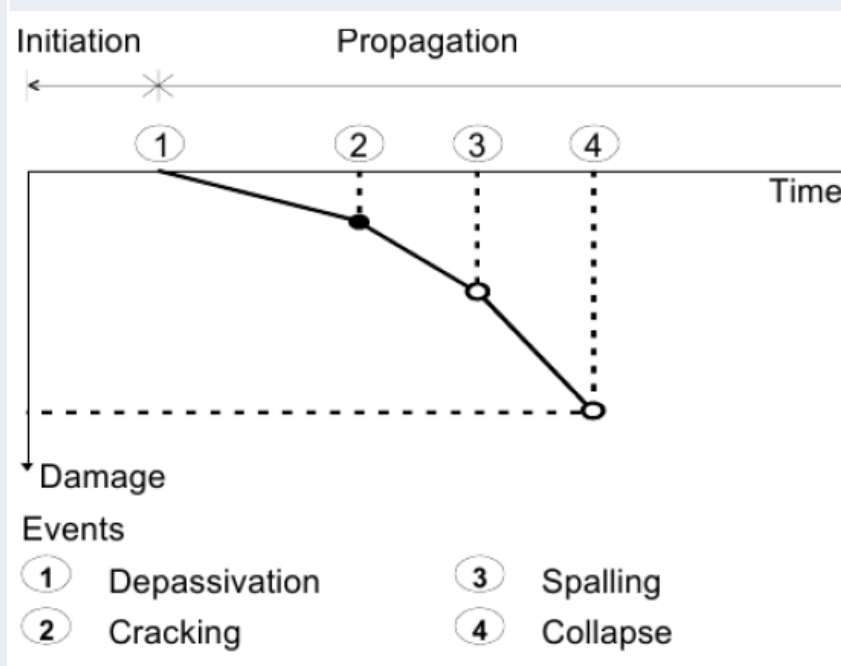 Initiation Propagation
1 2 3 4
Time
Damage
Events
1 Depassivation 3 Spalling
2 Cracking 4 Collapse